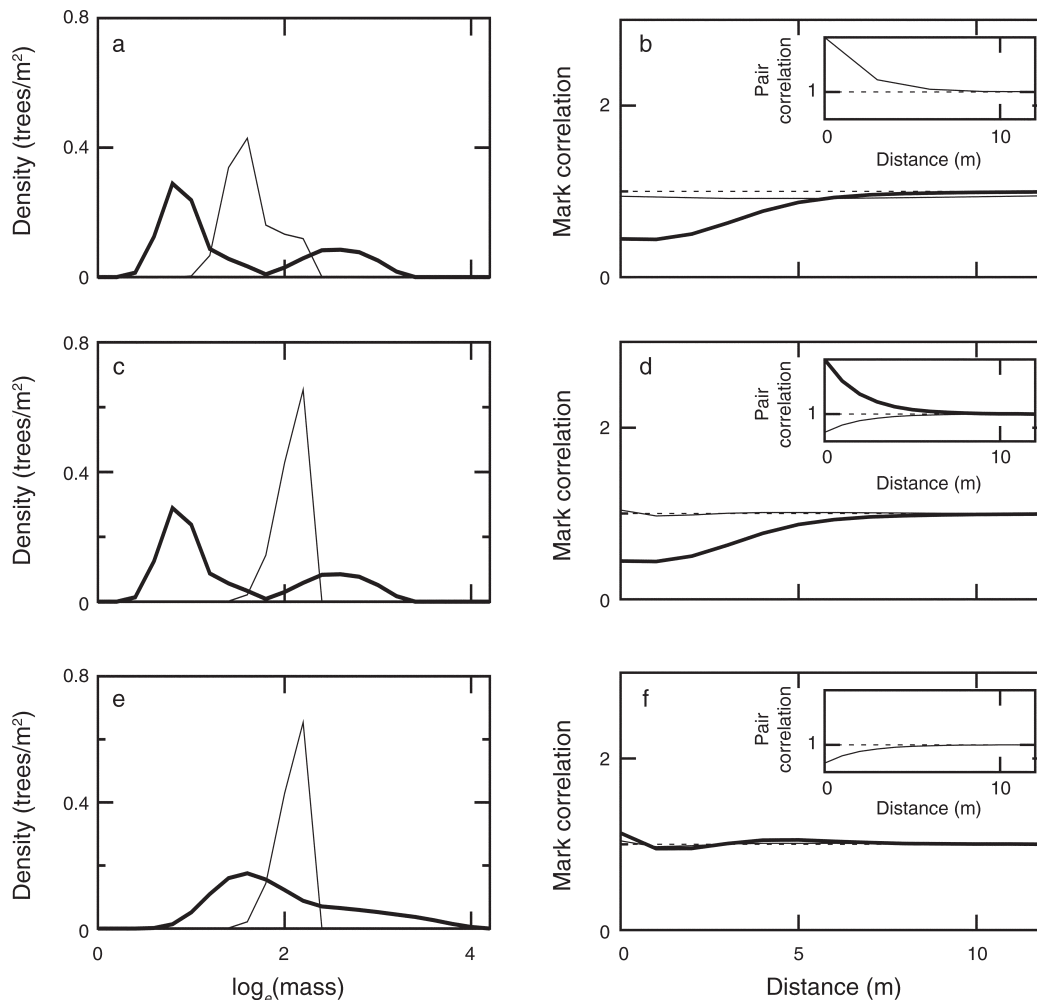 0.8
a
Density (trees/m²)
0.4
0
b
2
Mark correlation
0
Pair correlation
1
0
10
Distance (m)
0.8
c
Density (trees/m²)
0.4
0
d
2
Mark correlation
0
Pair correlation
1
0
10
Distance (m)
0.8
e
Density (trees/m²)
0.4
0
0
2
4
logₑ(mass)
f
2
Mark correlation
0
Pair correlation
1
0
10
Distance (m)
0
5
10
Distance (m)